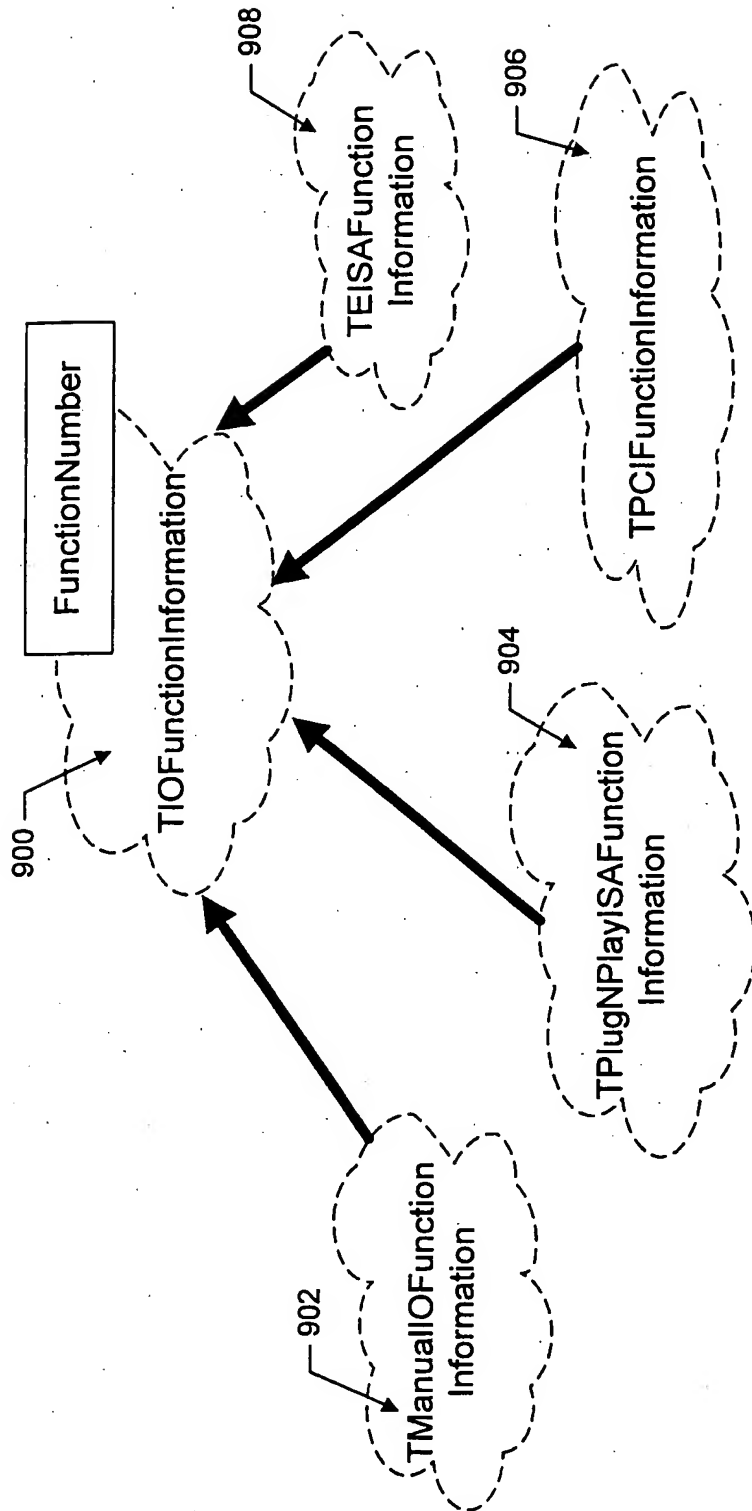 FunctionNumber
900
TIOFunctionInformation
908
TEISAFunction
Information
902
TManualIOFunction
Information
904
TPlugNPlayISAFunction
Information
906
TPCIFunctionInformation